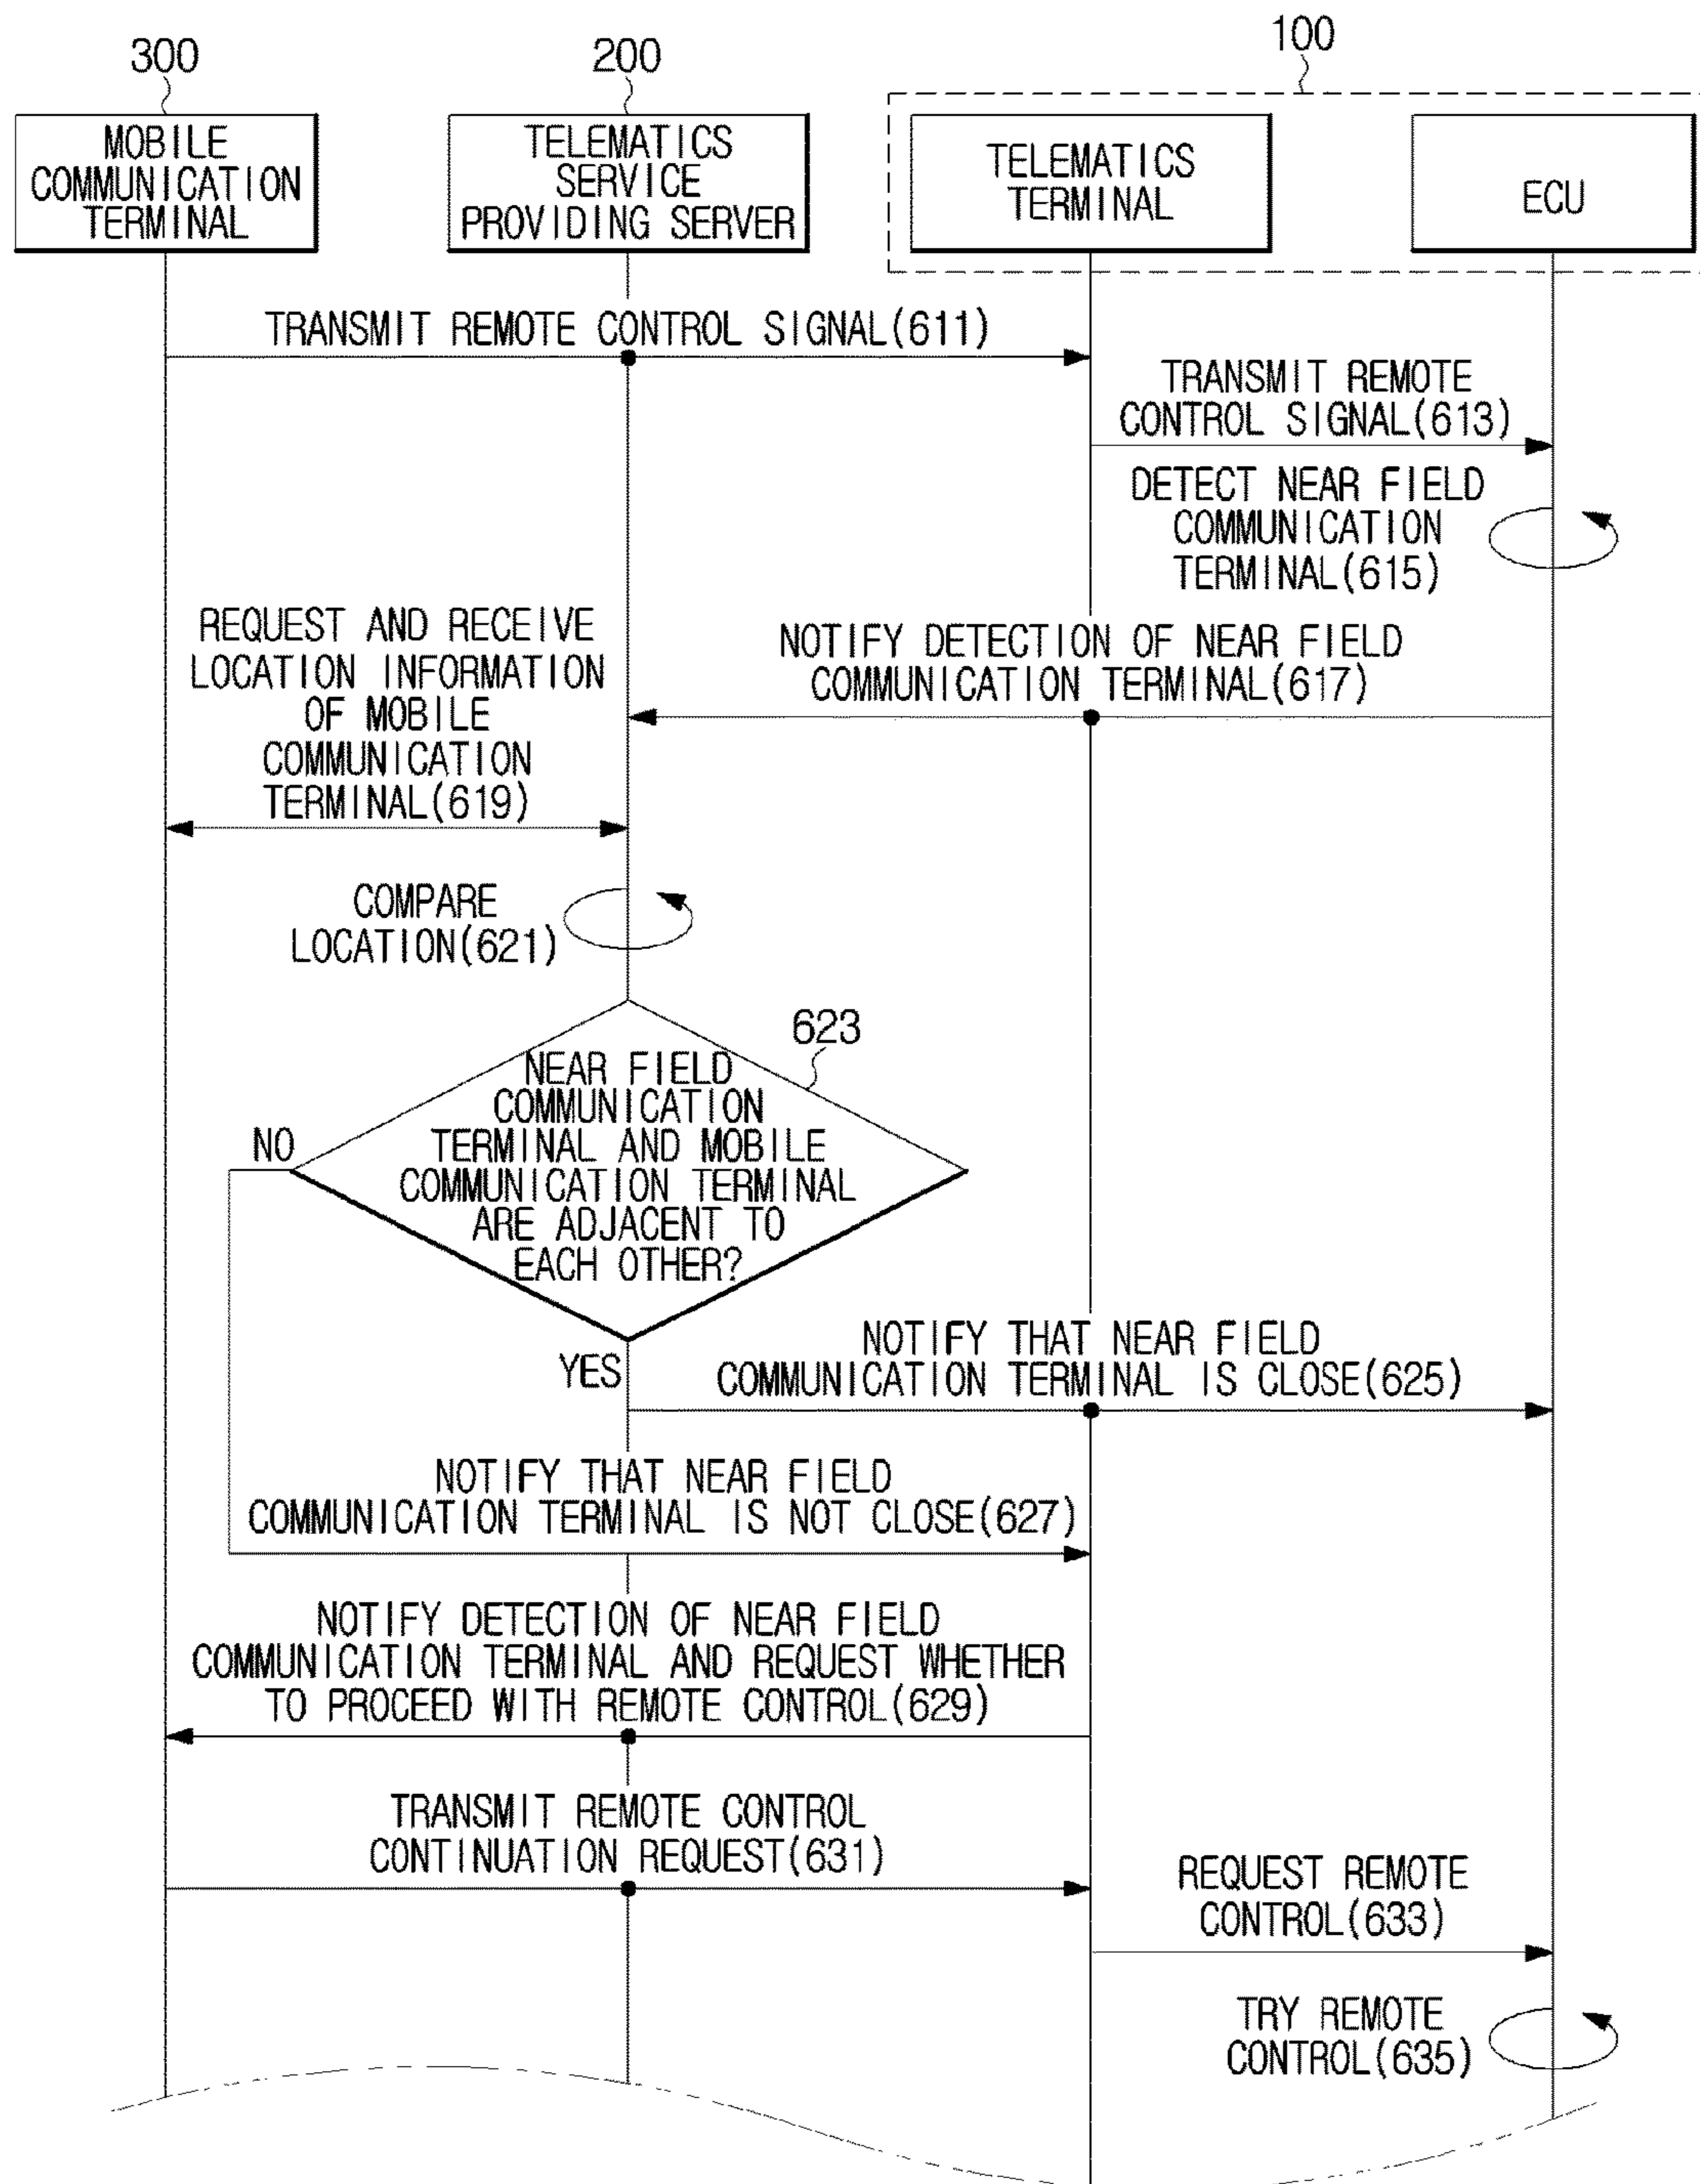 300
200
100
MOBILE
COMMUNICATION
TERMINAL
TELEMATICS
SERVICE
PROVIDING SERVER
TELEMATICS
TERMINAL
ECU
TRANSMIT REMOTE CONTROL SIGNAL(611)
TRANSMIT REMOTE
CONTROL SIGNAL(613)
DETECT NEAR FIELD
COMMUNICATION
TERMINAL(615)
NOTIFY DETECTION OF NEAR FIELD
COMMUNICATION TERMINAL(617)
REQUEST AND RECEIVE
LOCATION INFORMATION
OF MOBILE
COMMUNICATION
TERMINAL(619)
COMPARE
LOCATION(621)
623
NEAR FIELD
COMMUNICATION
TERMINAL AND MOBILE
COMMUNICATION TERMINAL
ARE ADJACENT TO
EACH OTHER?
NO
YES
NOTIFY THAT NEAR FIELD
COMMUNICATION TERMINAL IS CLOSE(625)
NOTIFY THAT NEAR FIELD
COMMUNICATION TERMINAL IS NOT CLOSE(627)
NOTIFY DETECTION OF NEAR FIELD
COMMUNICATION TERMINAL AND REQUEST WHETHER
TO PROCEED WITH REMOTE CONTROL(629)
TRANSMIT REMOTE CONTROL
CONTINUATION REQUEST(631)
REQUEST REMOTE
CONTROL(633)
TRY REMOTE
CONTROL(635)